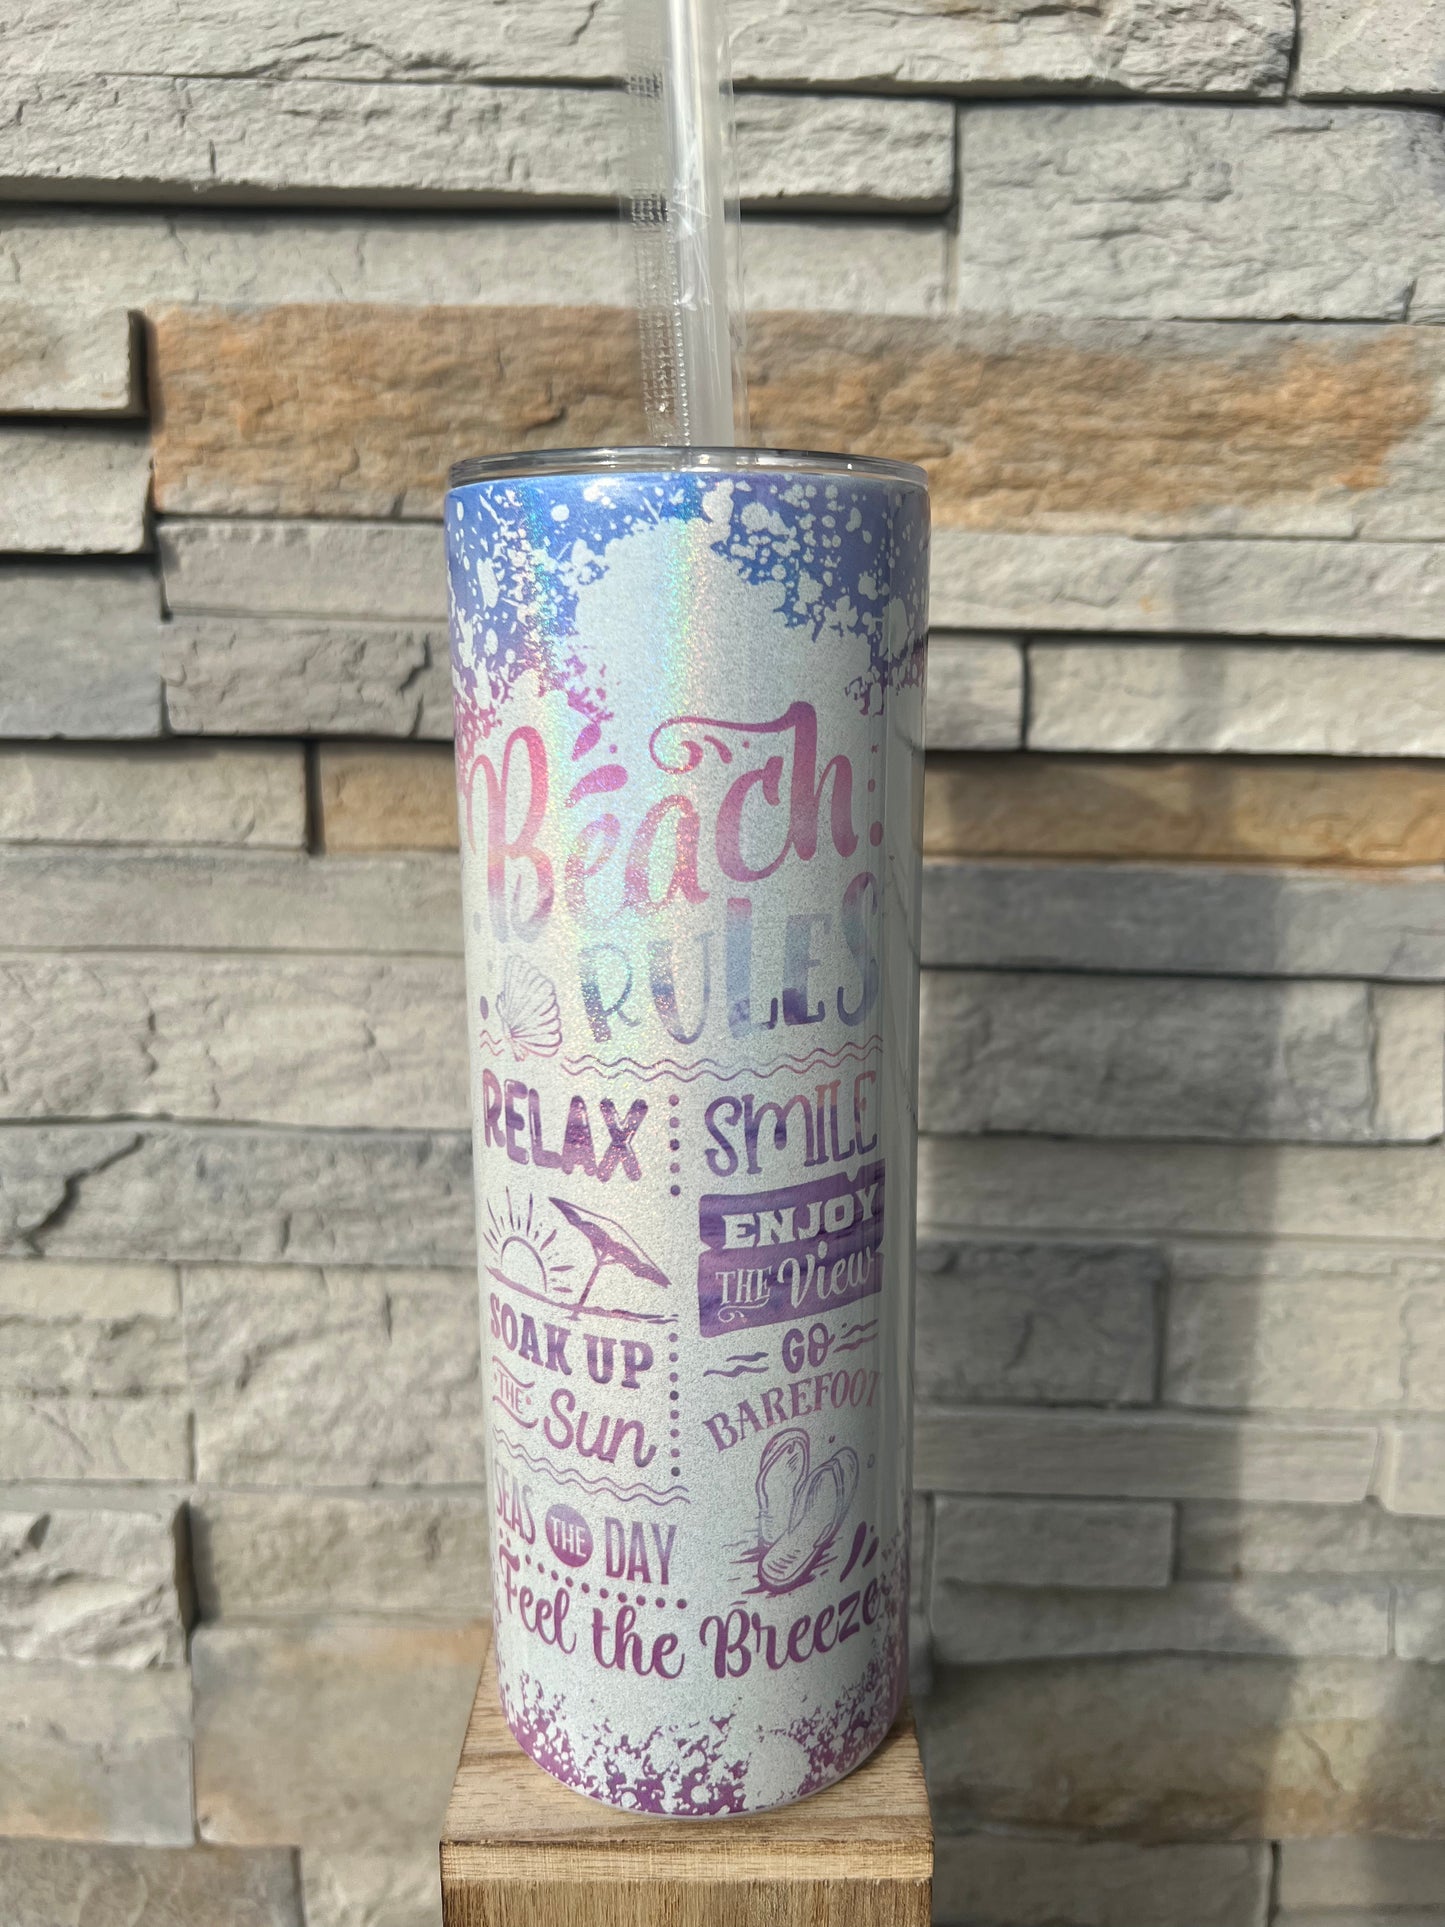 Beach
RULES
RELAX
SMILE
ENJOY
THE View
SOAK UP
THE
Sun
GO
BAREFOOT
SEAS THE DAY
Feel the Breeze